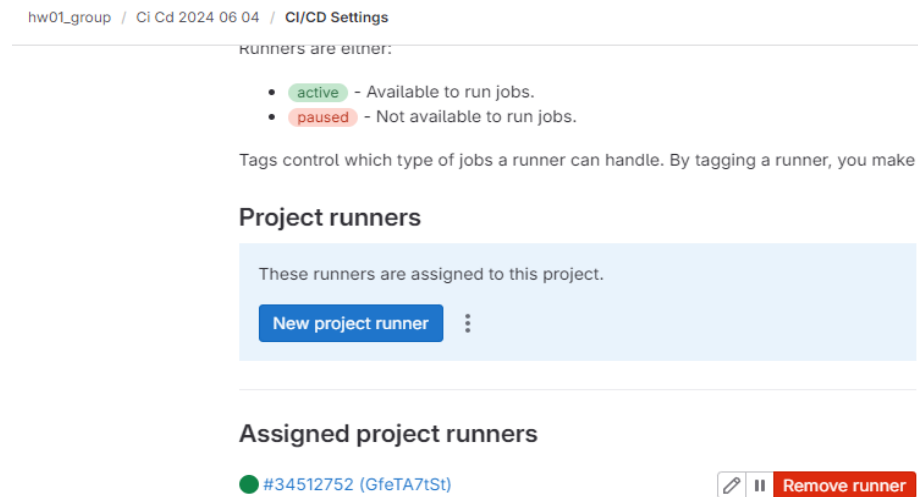 hw01_group / Ci Cd 2024 06 04 / CI/CD Settings
Runners are either:
active - Available to run jobs.
paused - Not available to run jobs.
Tags control which type of jobs a runner can handle. By tagging a runner, you make
Project runners
These runners are assigned to this project.
New project runner
Assigned project runners
#34512752 (GfeTA7tSt)
Remove runner